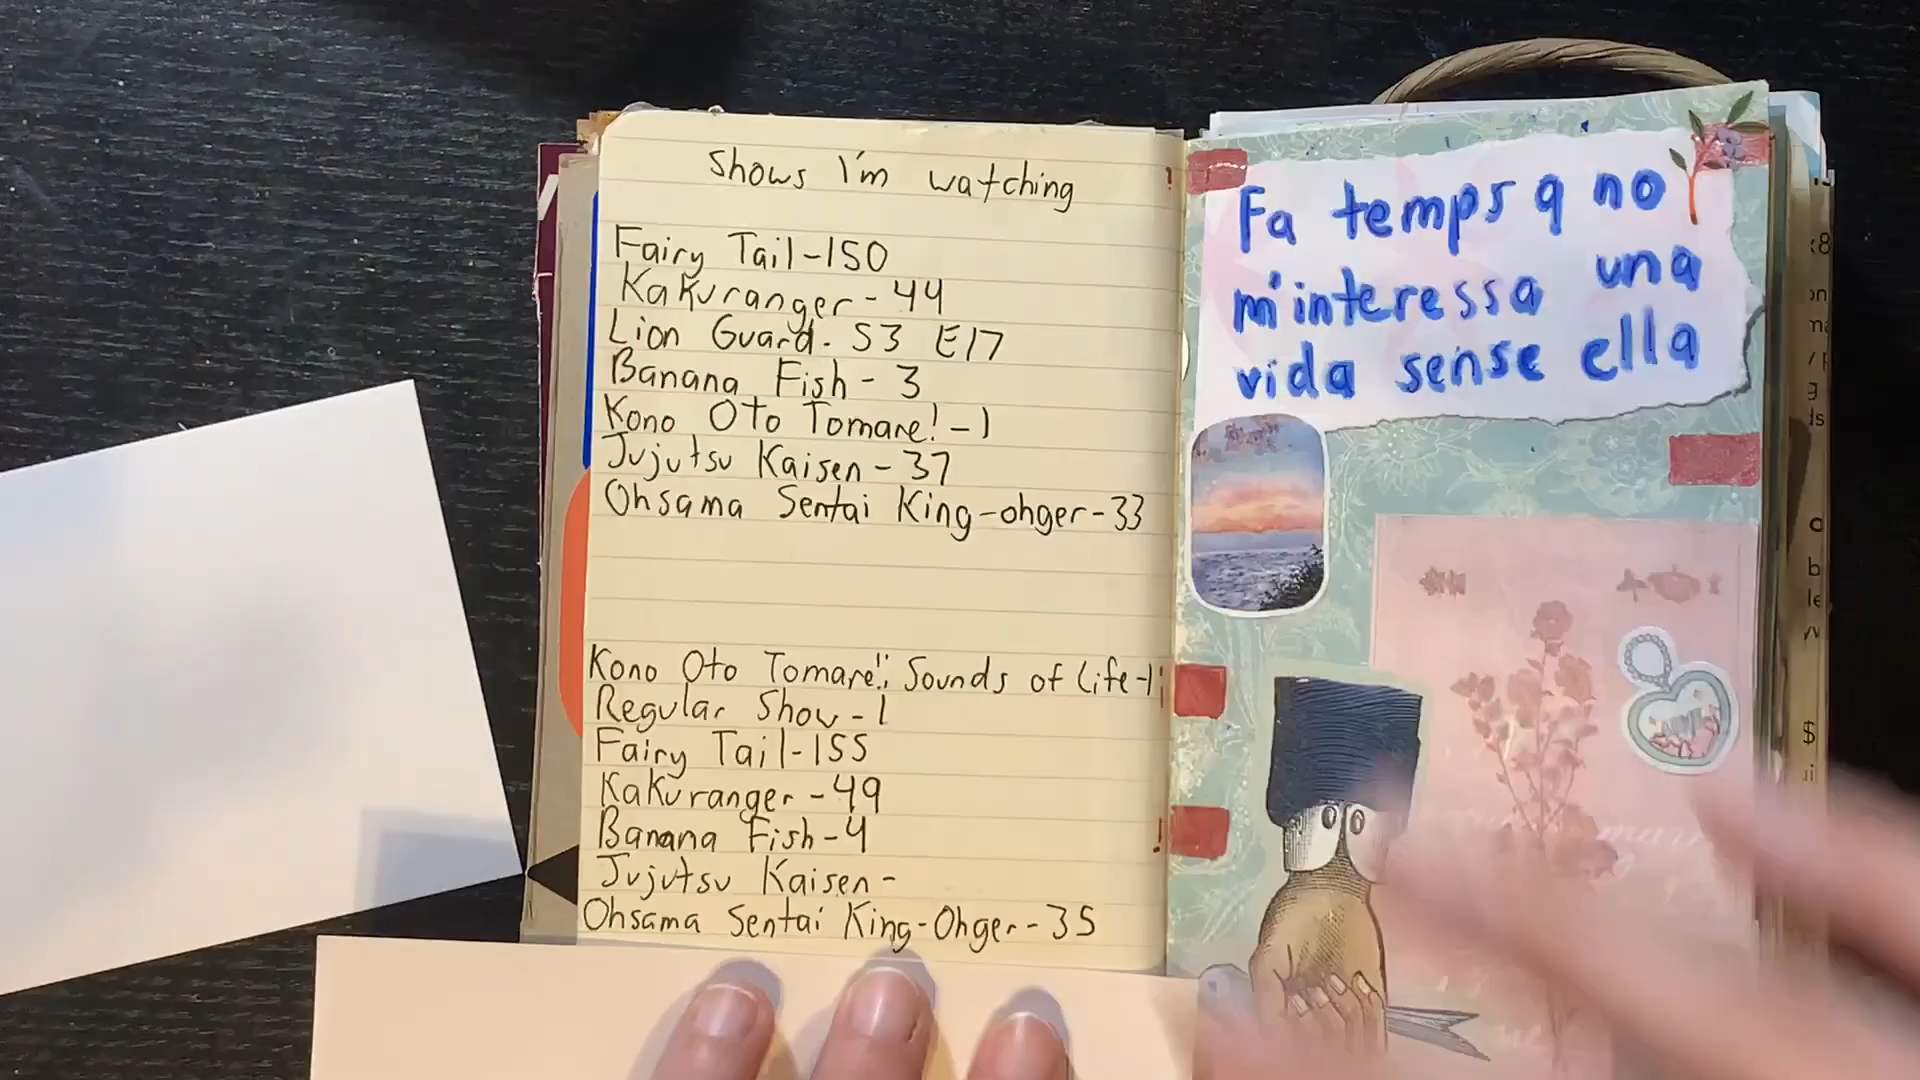 Shows I'm watching
Fairy Tail-150
Kakuranger-44
Lion Guard. S3 E17
Banana Fish-3
Kono Oto Tomare!-1
Jujutsu Kaisen-37
Ohsama Sentai King-ohger-33
Kono Oto Tomare!: Sounds of Life-1
Regular Show-1
Fairy Tail-155
Kakuranger-49
Banana Fish-4
Jujutsu Kaisen-
Ohsama Sentai King-Ohger-35
Fa temps q no
m'interessa una
vida sense ella